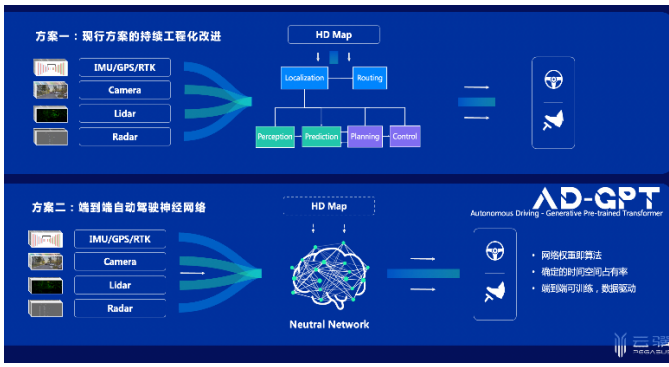 方案一：现行方案的持续工程化改进
HD Map
IMU/GPS/RTK
Camera
Lidar
Radar
Localization
Routing
Perception
Prediction
Planning
Control
方案二：端到端自动驾驶神经网络
AD-GPT
Autonomous Driving - Generative Pre-trained Transformer
HD Map
IMU/GPS/RTK
Camera
Lidar
Radar
Neutral Network
• 网络权重即算法
• 确定的时间空间占有率
• 端到端可训练，数据驱动
云骥
PEGASUS